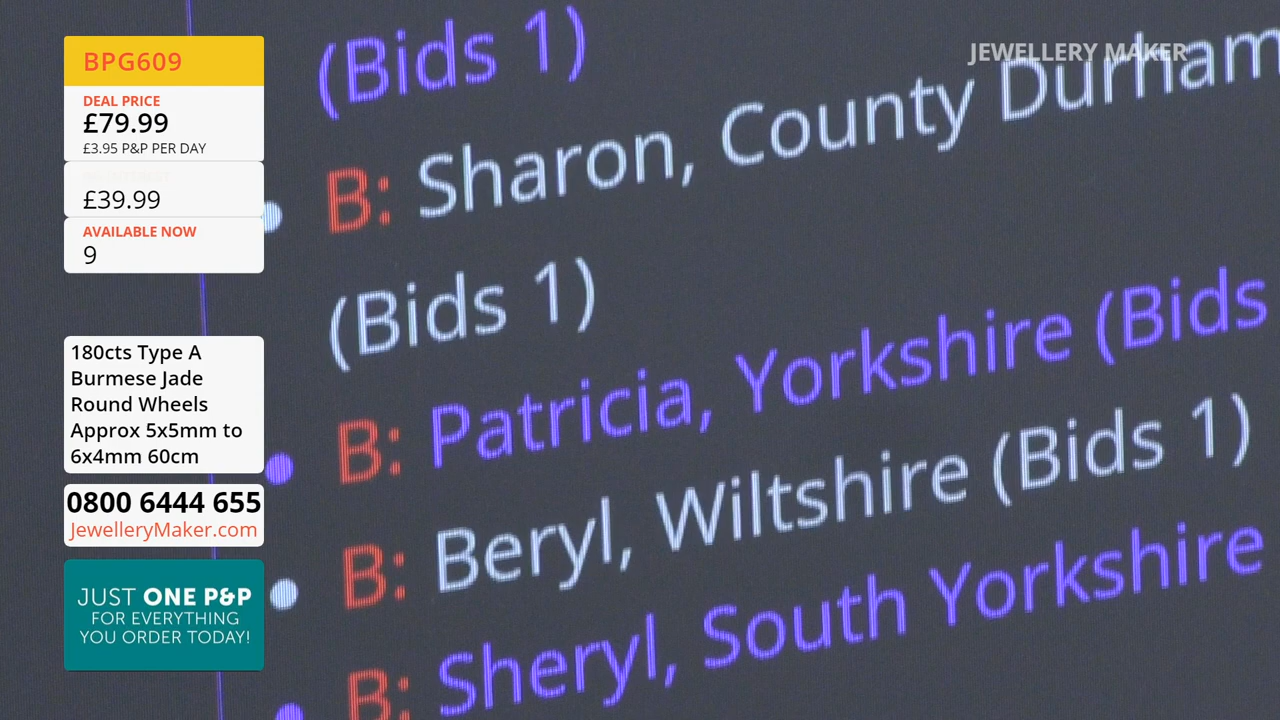 BPG609
DEAL PRICE
£79.99
£3.95 P&P PER DAY
£39.99
AVAILABLE NOW
9
180cts Type A
Burmese Jade
Round Wheels
Approx 5x5mm to
6x4mm 60cm
0800 6444 655
JewelleryMaker.com
JUST ONE P&P
FOR EVERYTHING
YOU ORDER TODAY!
JEWELLERY MAKER
(Bids 1)
B: Sharon, County Durham
(Bids 1)
B: Patricia, Yorkshire (Bids
B: Beryl, Wiltshire (Bids 1)
B: Sheryl, South Yorkshire
B: